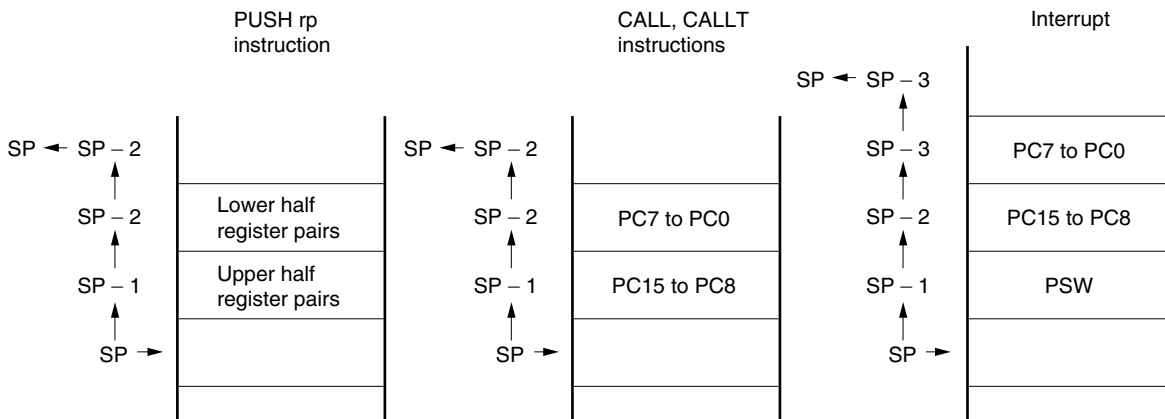 PUSH rp
instruction
SP SP – 2
SP – 2
Lower half
register pairs
SP – 1
Upper half
register pairs
SP
CALL, CALLT
instructions
SP SP – 2
SP – 2
PC7 to PC0
SP – 1
PC15 to PC8
SP
Interrupt
SP SP – 3
SP – 3
PC7 to PC0
SP – 2
PC15 to PC8
SP – 1
PSW
SP